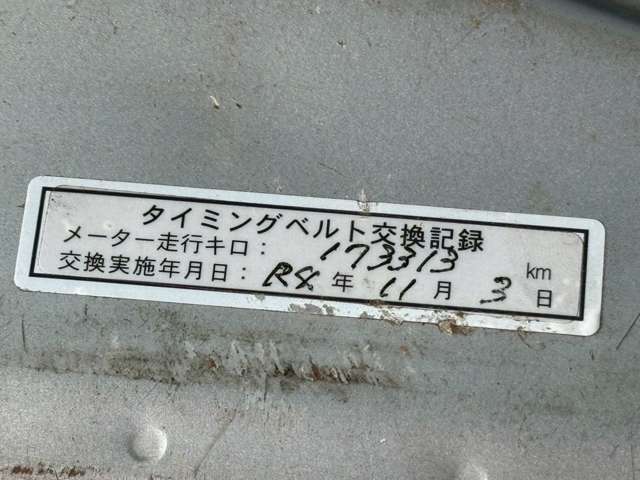 タイミングベルト交換記録
メーター走行キロ： 173313 km
交換実施年月日： R4 年 11 月 3 日